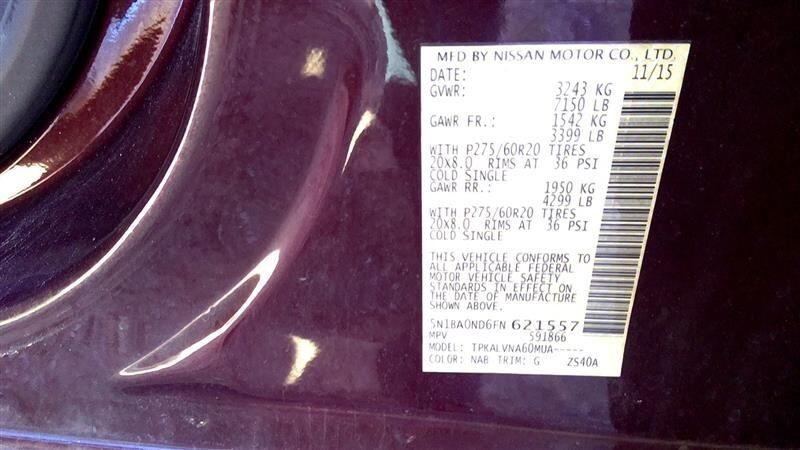 MFD BY NISSAN MOTOR CO., LTD.
DATE: 11/15
GVWR: 3243 KG
7150 LB
GAWR FR.: 1542 KG
3399 LB
WITH P275/60R20 TIRES
20x8.0 RIMS AT 36 PSI
COLD SINGLE
GAWR RR.: 1950 KG
4299 LB
WITH P275/60R20 TIRES
20x8.0 RIMS AT 36 PSI
COLD SINGLE
THIS VEHICLE CONFORMS TO
ALL APPLICABLE FEDERAL
MOTOR VEHICLE SAFETY
STANDARDS IN EFFECT ON
THE DATE OF MANUFACTURE
SHOWN ABOVE.
5N1BA0ND6FN 621557
MPV 591866
MODEL: TPKALVNA60MUA-----
COLOR: NAB TRIM: G ZS40A